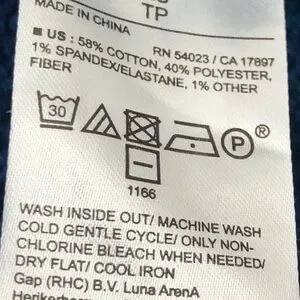 TP
MADE IN CHINA
RN 54023 / CA 17897
■ US : 58% COTTON, 40% POLYESTER,
1% SPANDEX/ELASTANE, 1% OTHER
FIBER
30
P
®
1166
WASH INSIDE OUT/ MACHINE WASH
COLD GENTLE CYCLE/ ONLY NON-
CHLORINE BLEACH WHEN NEEDED/
DRY FLAT/ COOL IRON
Gap (RHC) B.V. Luna ArenA